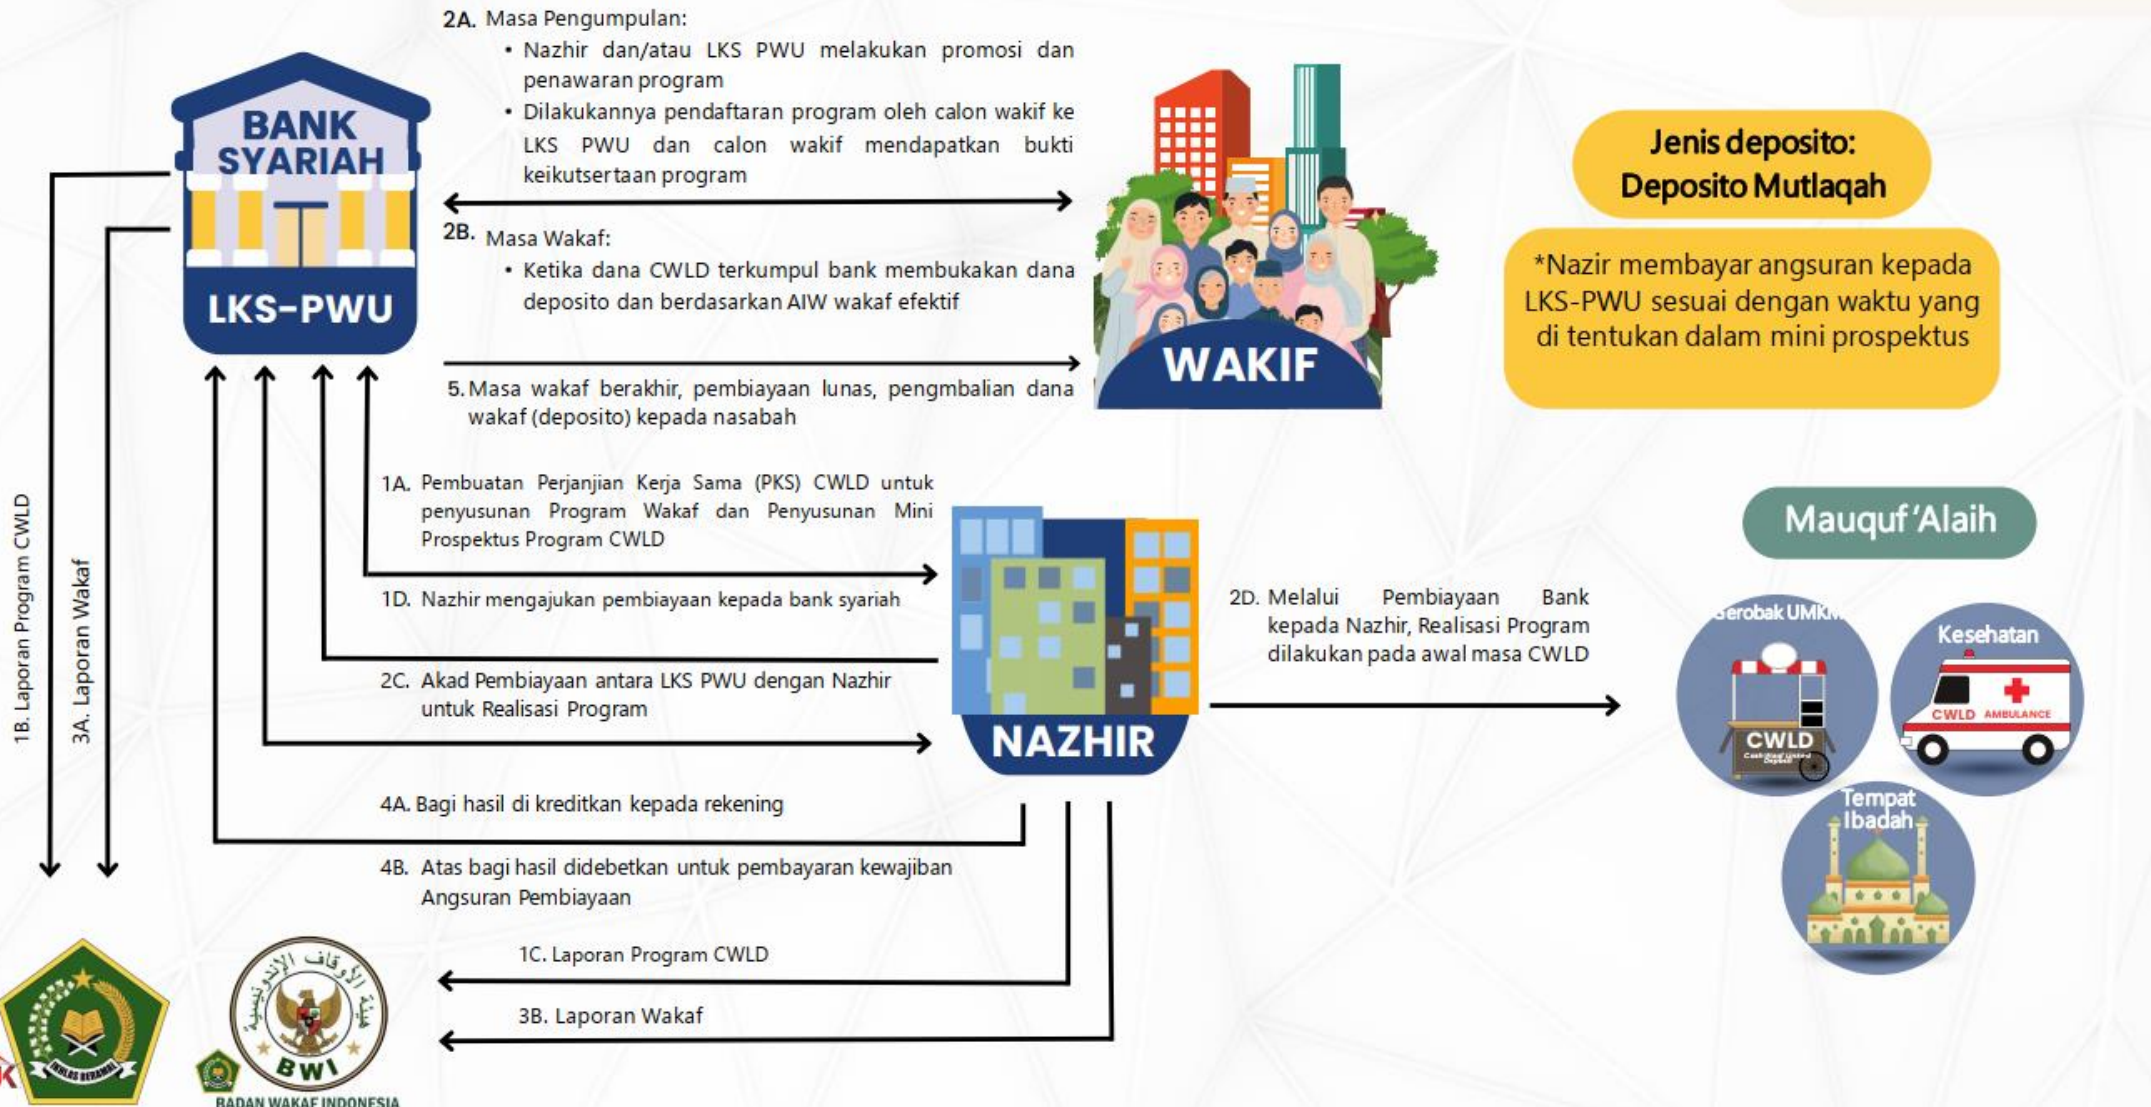 2A. Masa Pengumpulan:
• Nazhir dan/atau LKS PWU melakukan promosi dan
penawaran program
• Dilakukannya pendaftaran program oleh calon wakif ke
LKS PWU dan calon wakif mendapatkan bukti
keikutsertaan program
2B. Masa Wakaf:
• Ketika dana CWLD terkumpul bank membukakan dana
deposito dan berdasarkan AIW wakaf efektif
5. Masa wakaf berakhir, pembiayaan lunas, pengmbalian dana
wakaf (deposito) kepada nasabah
BANK
SYARIAH
LKS-PWU
WAKIF
Jenis deposito:
Deposito Mutlaqah
*Nazir membayar angsuran kepada
LKS-PWU sesuai dengan waktu yang
di tentukan dalam mini prospektus
1B. Laporan Program CWLD
3A. Laporan Wakaf
1A. Pembuatan Perjanjian Kerja Sama (PKS) CWLD untuk
penyusunan Program Wakaf dan Penyusunan Mini
Prospektus Program CWLD
1D. Nazhir mengajukan pembiayaan kepada bank syariah
2C. Akad Pembiayaan antara LKS PWU dengan Nazhir
untuk Realisasi Program
4A. Bagi hasil di kreditkan kepada rekening
4B. Atas bagi hasil didebetkan untuk pembayaran kewajiban
Angsuran Pembiayaan
1C. Laporan Program CWLD
3B. Laporan Wakaf
NAZHIR
2D. Melalui Pembiayaan Bank
kepada Nazhir, Realisasi Program
dilakukan pada awal masa CWLD
Mauquf 'Alaih
erobak UMKM
CWLD
Kesehatan
CWLD AMBULANCE
Tempat
Ibadah
K
IKHLAS BERAMAL
هيئة الأوقاف الإندونيسية
BWI
BADAN WAKAF INDONESIA